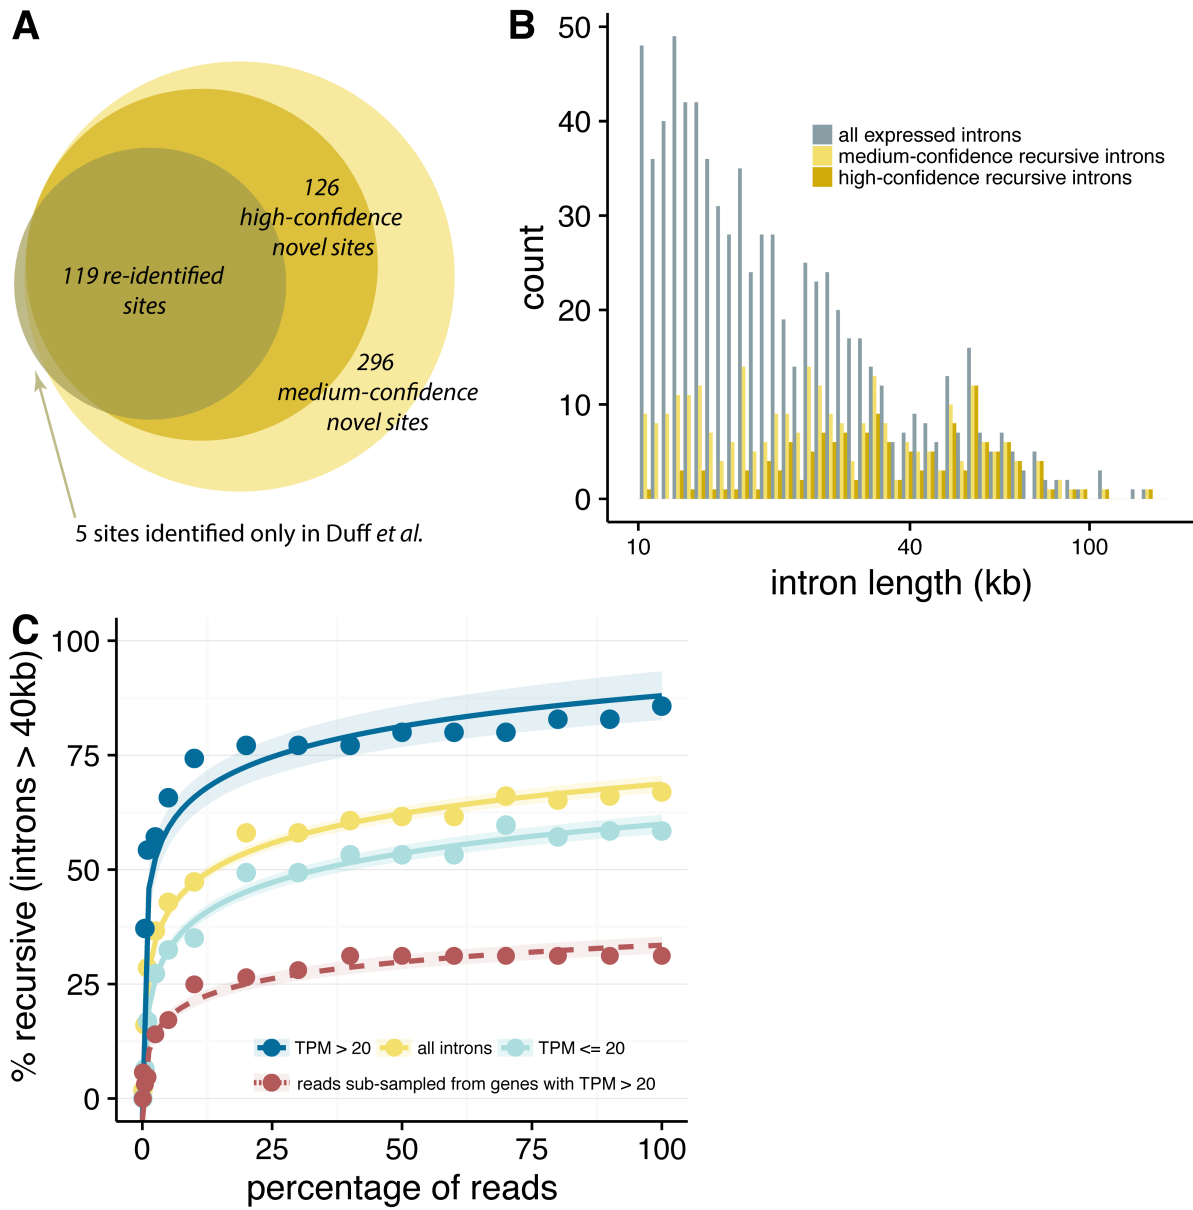 A
126
high-confidence
novel sites
119 re-identified
sites
296
medium-confidence
novel sites
5 sites identified only in Duff et al.
B
50
40
30
20
10
0
count
all expressed introns
medium-confidence recursive introns
high-confidence recursive introns
10
40
100
intron length (kb)
C
100
75
50
25
0
% recursive (introns > 40kb)
TPM > 20
all introns
TPM <= 20
reads sub-sampled from genes with TPM > 20
0
25
50
75
100
percentage of reads